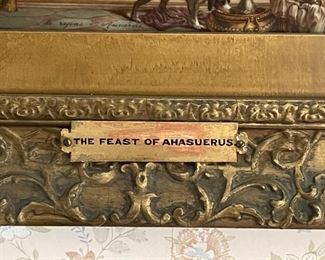 THE FEAST OF AHASUERUS